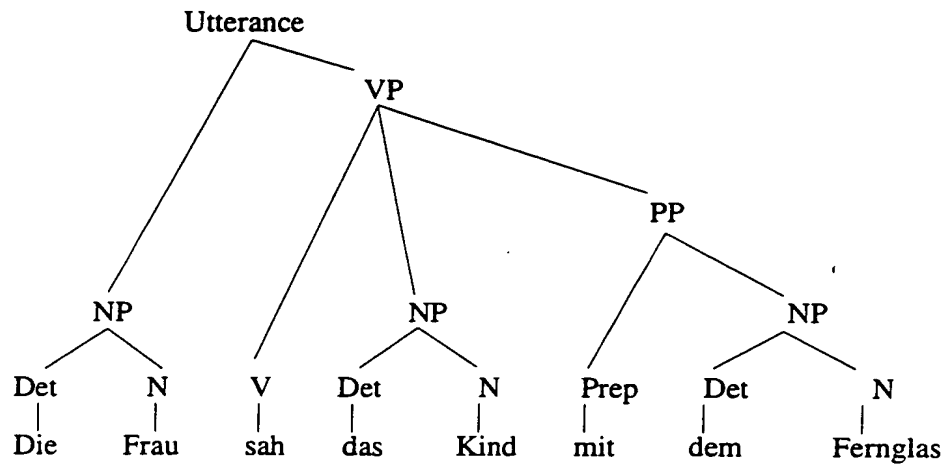 Utterance
VP
PP
NP NP NP
Det N V Det N Prep Det N
Die Frau sah das Kind mit dem Fernglas